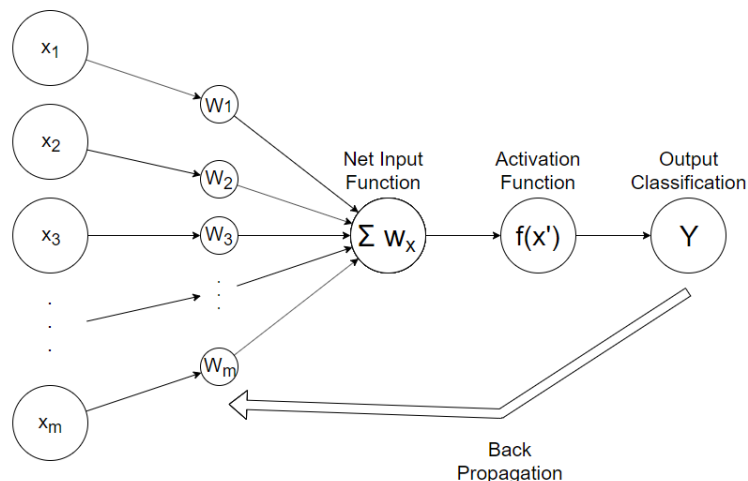 x₁
W₁
x₂
W₂
Net Input
Function
Activation
Function
Output
Classification
x₃
W₃
Σ wₓ
f(x')
Y
. . .
. . .
Wₘ
xₘ
Back
Propagation